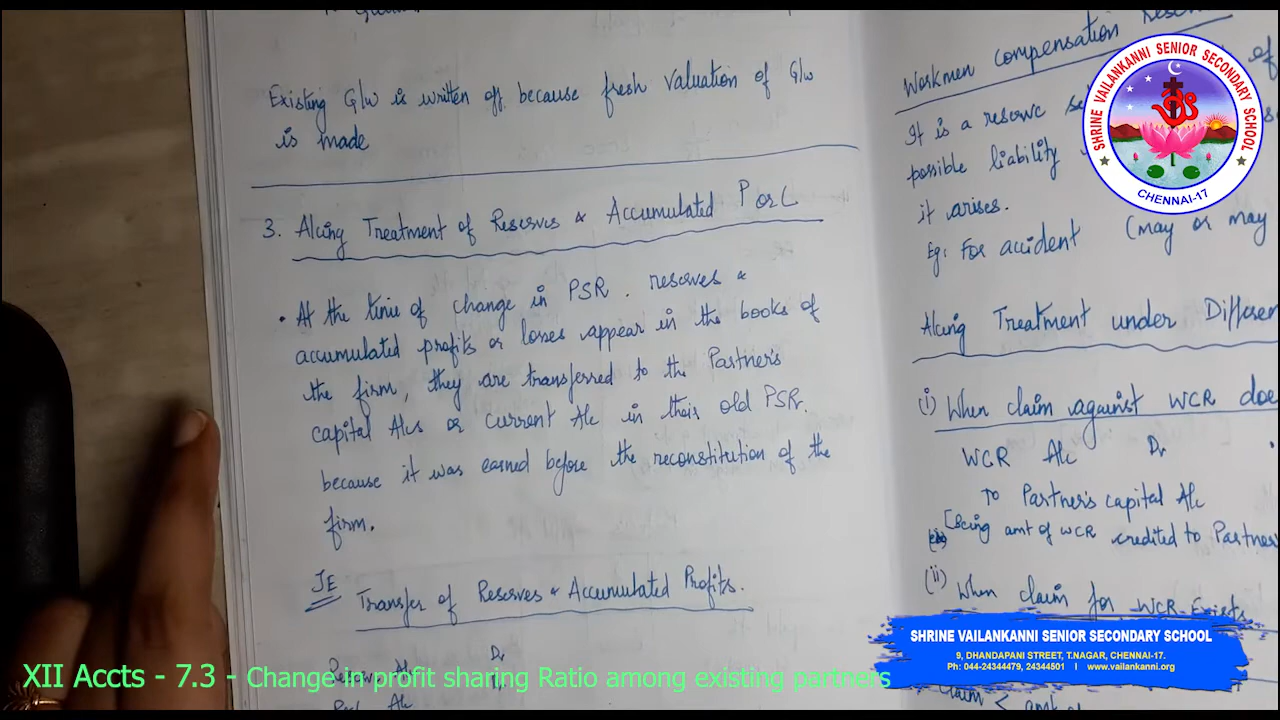 Existing G/w is written off because fresh valuation of G/w
is made
3. A/cing Treatment of Reserves & Accumulated P or L
• At the time of change in PSR. reserves &
accumulated profits or losses appear in the books of
the firm, they are transferred to the Partner's
capital A/cs or current A/c in their old PSR.
because it was earned before the reconstitution of the
firm.
JE Transfer of Reserves & Accumulated Profits.
Dr
A/c
Workmen Compensation
It is a reserve
possible liability
it arises.
Eg: For accident (may or may
A/cing Treatment under
(i) When claim against WCR
WCR A/c Dr
To Partner's capital A/c
[Being amt of WCR credited to
(ii) When claim for WCR Exists
claim <
SHRINE VAILANKANNI SENIOR SECONDARY SCHOOL
CHENNAI-17
SHRINE VAILANKANNI SENIOR SECONDARY SCHOOL
9, DHANDAPANI STREET, T.NAGAR, CHENNAI-17.
Ph: 044-24344479, 24344501 I www.vailankanni.org
XII Accts - 7.3 - Change in profit sharing Ratio among existing partners